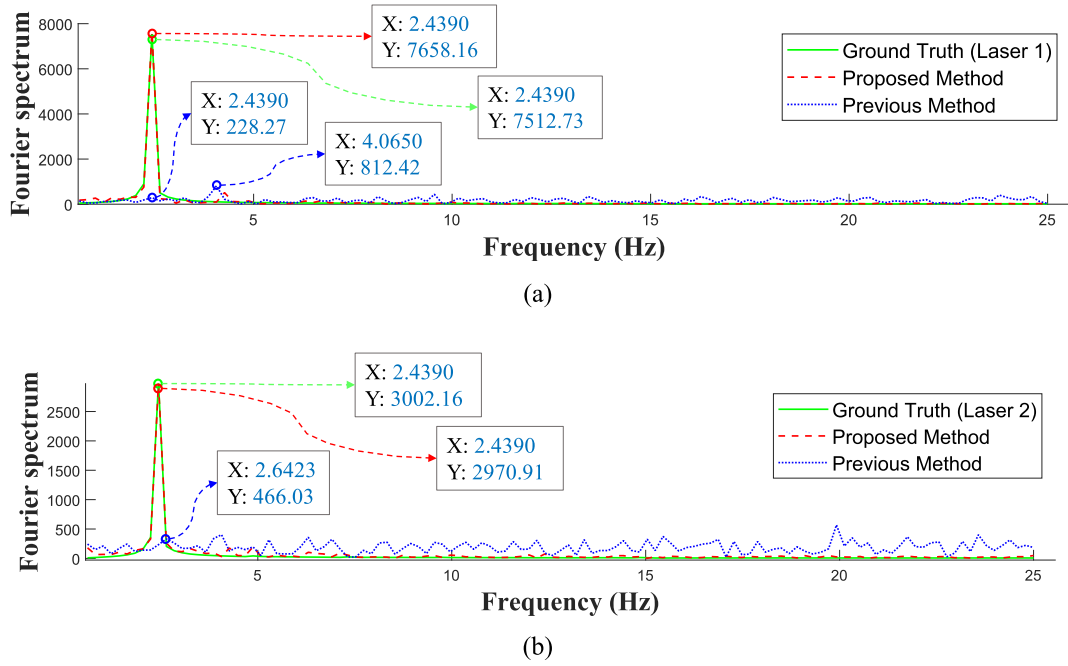 8000
6000
4000
2000
0
Fourier spectrum
X: 2.4390
Y: 7658.16
X: 2.4390
Y: 7512.73
X: 2.4390
Y: 228.27
X: 4.0650
Y: 812.42
Ground Truth (Laser 1)
Proposed Method
Previous Method
5 10 15 20 25
Frequency (Hz)
(a)
2500
2000
1500
1000
500
0
Fourier spectrum
X: 2.4390
Y: 3002.16
X: 2.4390
Y: 2970.91
X: 2.6423
Y: 466.03
Ground Truth (Laser 2)
Proposed Method
Previous Method
5 10 15 20 25
Frequency (Hz)
(b)